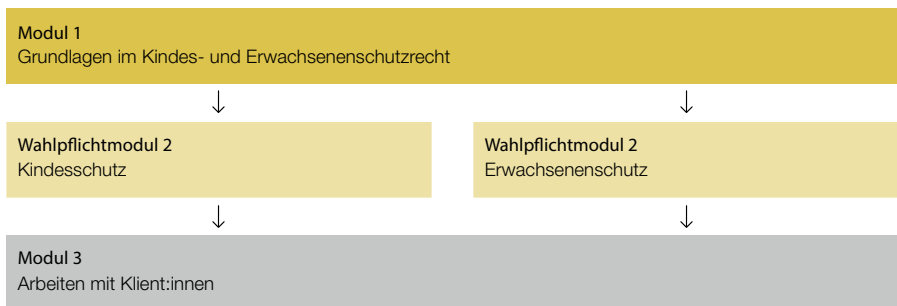 Modul 1
Grundlagen im Kindes- und Erwachsenenschutzrecht
Wahlpflichtmodul 2
Kindesschutz
Wahlpflichtmodul 2
Erwachsenenschutz
Modul 3
Arbeiten mit Klient:innen